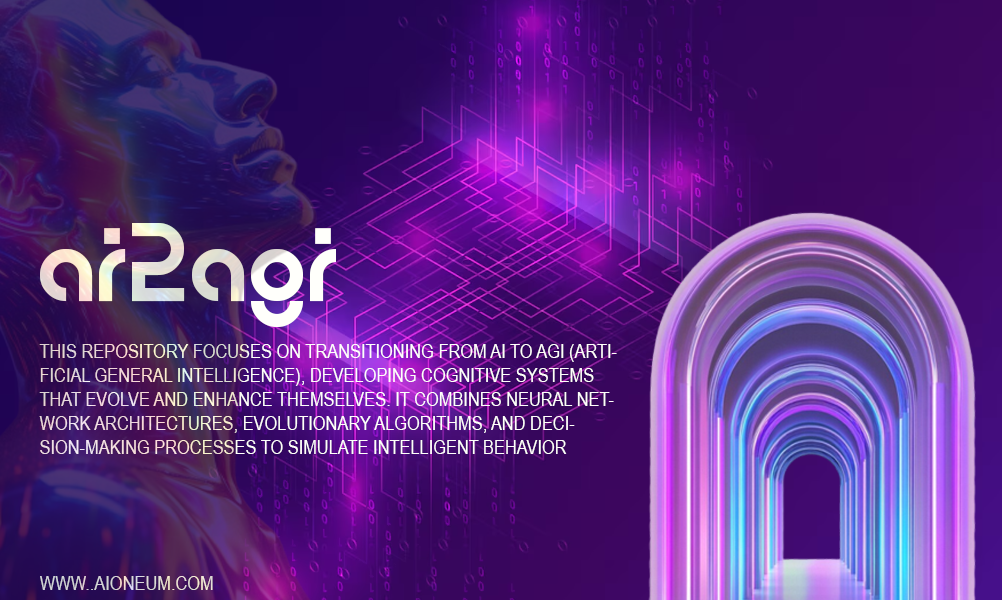 ai2agi
THIS REPOSITORY FOCUSES ON TRANSITIONING FROM AI TO AGI (ARTI-
FICIAL GENERAL INTELLIGENCE), DEVELOPING COGNITIVE SYSTEMS
THAT EVOLVE AND ENHANCE THEMSELVES. IT COMBINES NEURAL NET-
WORK ARCHITECTURES, EVOLUTIONARY ALGORITHMS, AND DECI-
SION-MAKING PROCESSES TO SIMULATE INTELLIGENT BEHAVIOR
WWW..AIONEUM.COM